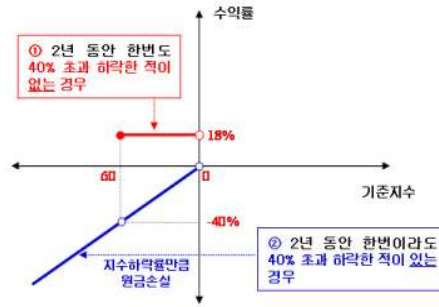 수익률
① 2년 동안 한번도
40% 초과 하락한 적이
없는 경우
18%
60
0
기준지수
-40%
② 2년 동안 한번이라도
40% 초과 하락한 적이 있는
경우
지수하락률만큼
원금손실